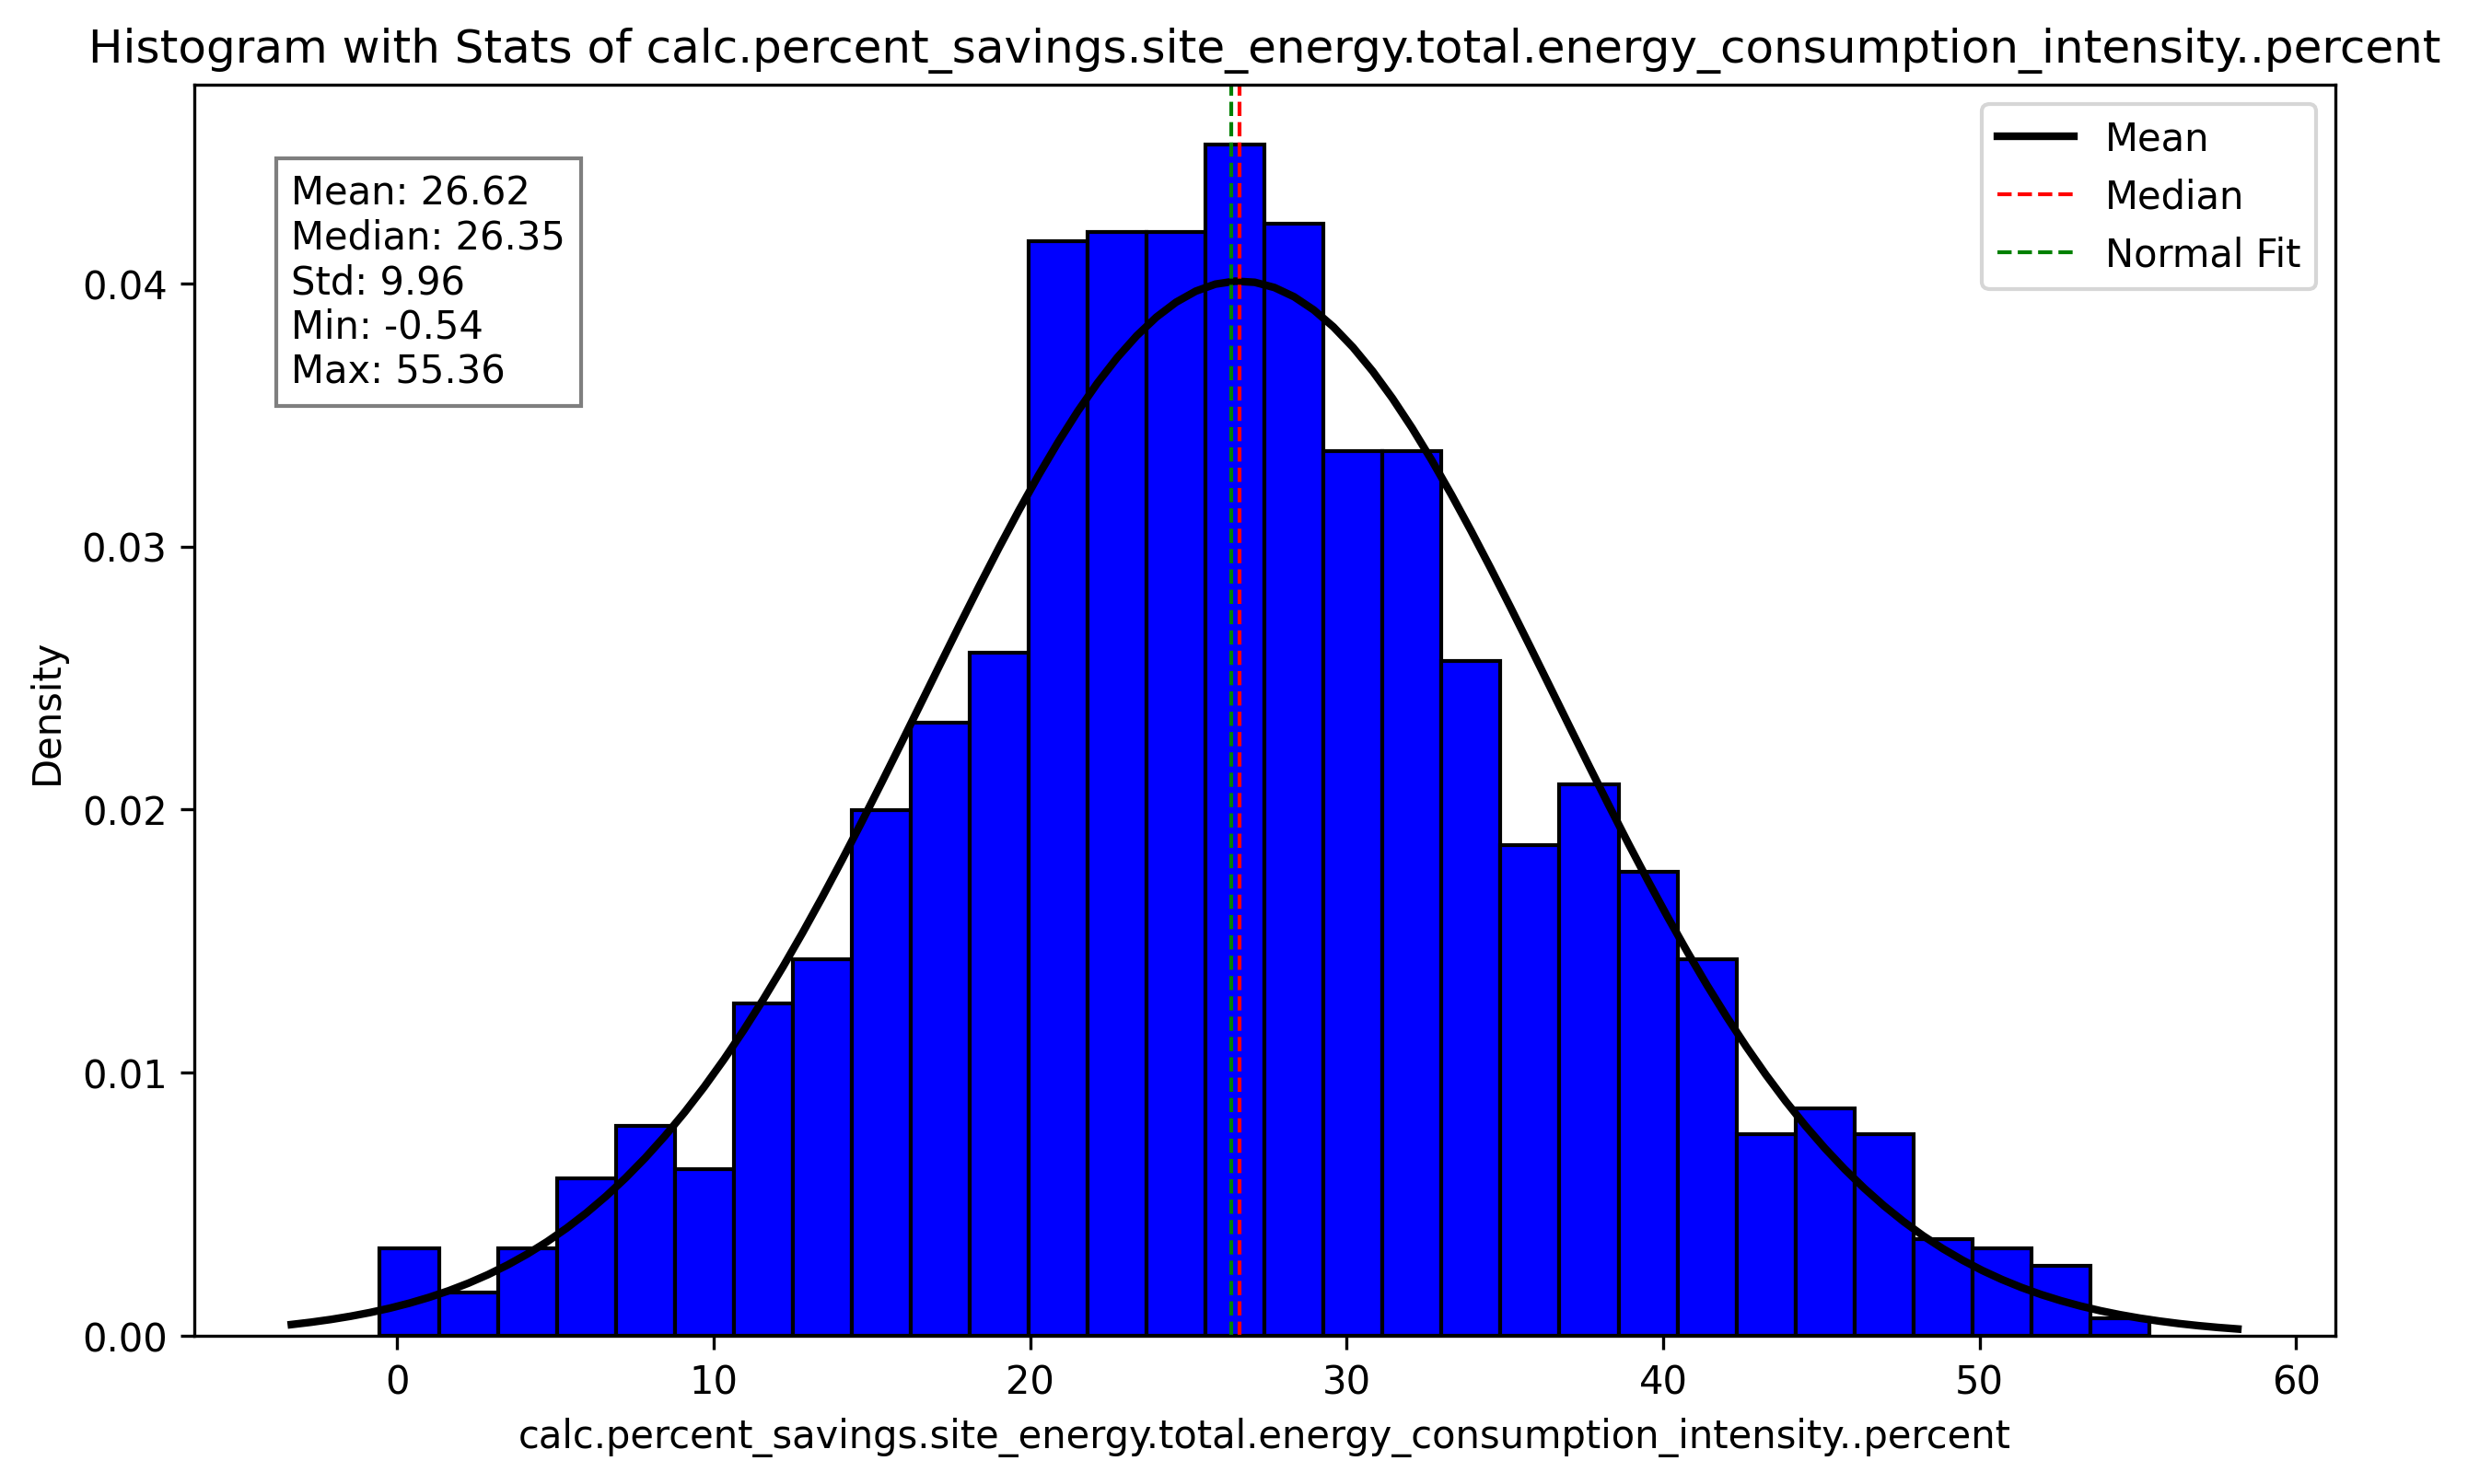 Histogram with Stats of calc.percent_savings.site_energy.total.energy_consumption_intensity..percent
Mean: 26.62
Median: 26.35
Std: 9.96
Min: -0.54
Max: 55.36
Mean
Median
Normal Fit
Density
0.04
0.03
0.02
0.01
0.00
0 10 20 30 40 50 60
calc.percent_savings.site_energy.total.energy_consumption_intensity..percent